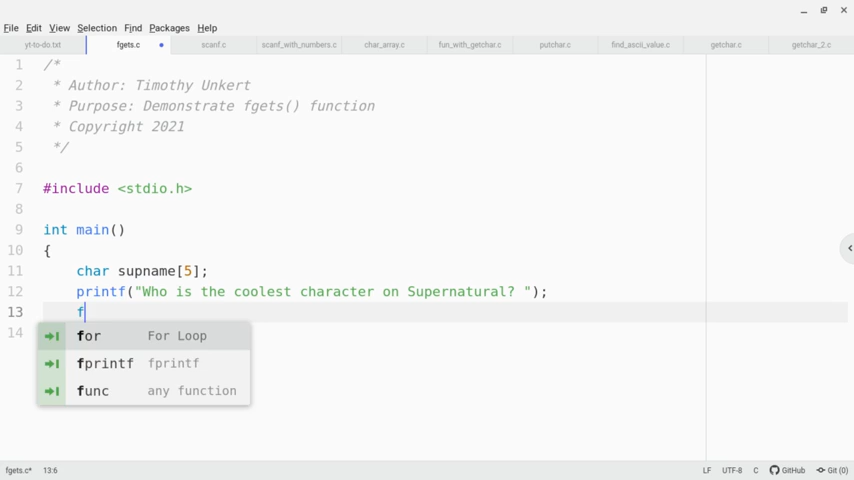 File Edit View Selection Find Packages Help
yt-to-do.txt fgets.c scanf.c scanf_with_numbers.c char_array.c fun_with_getchar.c putchar.c find_ascii_value.c getchar.c getchar_2.c
1 /*
2 * Author: Timothy Unkert
3 * Purpose: Demonstrate fgets() function
4 * Copyright 2021
5 */
6
7 #include <stdio.h>
8
9 int main()
10 {
11 char supname[5];
12 printf("Who is the coolest character on Supernatural? ");
13 f
14
for For Loop
fprintf fprintf
func any function
fgets.c* 13:6 LF UTF-8 C GitHub Git (0)